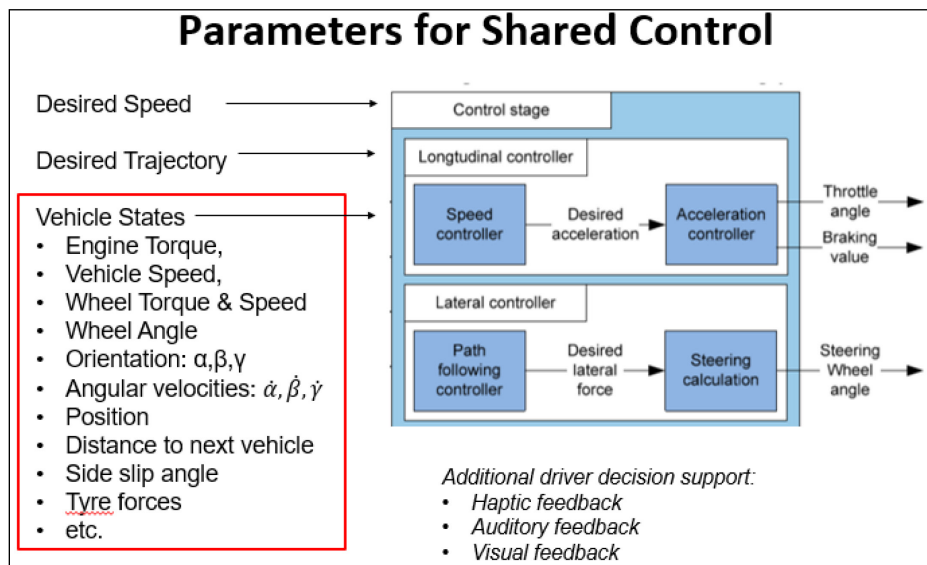 Parameters for Shared Control
Desired Speed
Desired Trajectory
Vehicle States
• Engine Torque,
• Vehicle Speed,
• Wheel Torque & Speed
• Wheel Angle
• Orientation: α,β,γ
• Angular velocities: α̇, β̇, γ̇
• Position
• Distance to next vehicle
• Side slip angle
• Tyre forces
• etc.
Control stage
Longtudinal controller
Speed
controller
Desired
acceleration
Acceleration
controller
Throttle
angle
Braking
value
Lateral controller
Path
following
controller
Desired
lateral
force
Steering
calculation
Steering
Wheel
angle
Additional driver decision support:
• Haptic feedback
• Auditory feedback
• Visual feedback